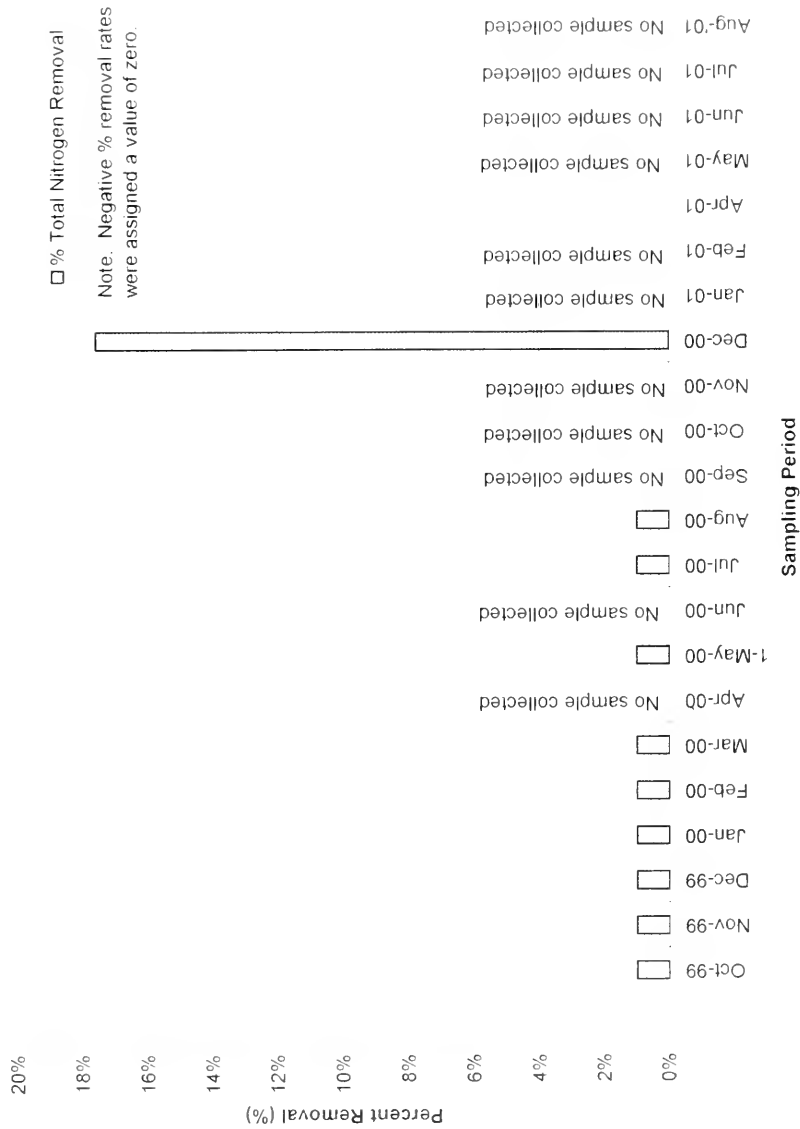 ☐ % Total Nitrogen Removal
Note. Negative % removal rates
were assigned a value of zero.
Percent Removal (%)
20%
18%
16%
14%
12%
10%
8%
6%
4%
2%
0%
No sample collected
No sample collected
No sample collected
No sample collected
No sample collected
No sample collected
No sample collected
No sample collected
No sample collected
No sample collected
No sample collected
Oct-99
Nov-99
Dec-99
Jan-00
Feb-00
Mar-00
Apr-00
1-May-00
Jun-00
Jul-00
Aug-00
Sep-00
Oct-00
Nov-00
Dec-00
Jan-01
Feb-01
Apr-01
May-01
Jun-01
Jul-01
Aug-'01
Sampling Period